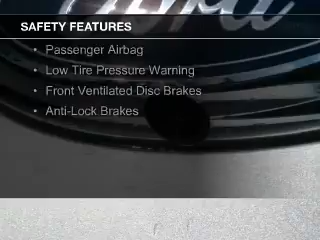 SAFETY FEATURES
• Passenger Airbag
• Low Tire Pressure Warning
• Front Ventilated Disc Brakes
• Anti-Lock Brakes